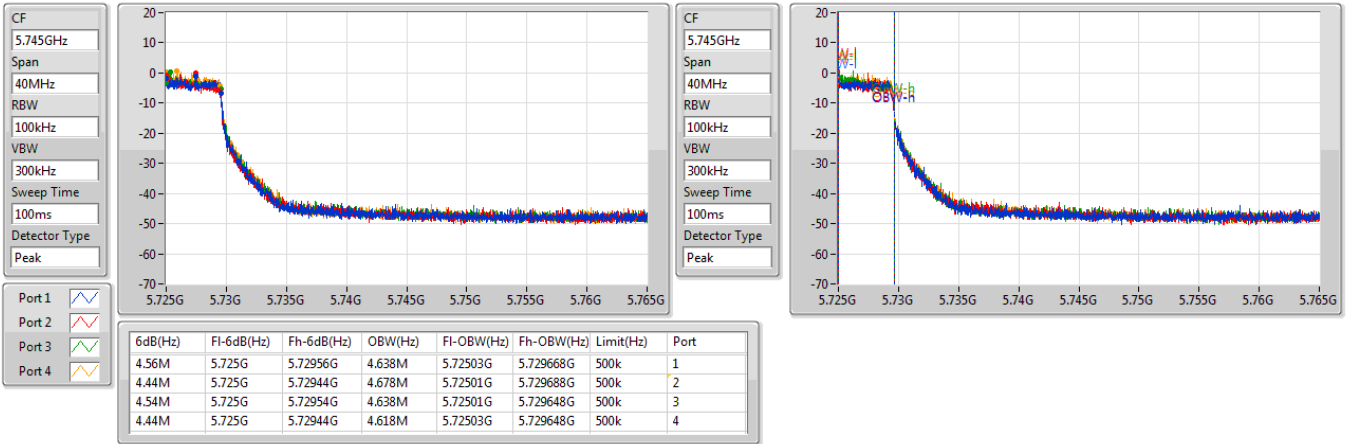 CF
5.745GHz
Span
40MHz
RBW
100kHz
VBW
300kHz
Sweep Time
100ms
Detector Type
Peak
20
10
0
-10
-20
-30
-40
-50
-60
-70
5.725G 5.73G 5.735G 5.74G 5.745G 5.75G 5.755G 5.76G 5.765G
CF
5.745GHz
Span
40MHz
RBW
100kHz
VBW
300kHz
Sweep Time
100ms
Detector Type
Peak
20
10
0
-10
-20
-30
-40
-50
-60
-70
W-l
W-l
OBW-h
5.725G 5.73G 5.735G 5.74G 5.745G 5.75G 5.755G 5.76G 5.765G
Port 1
Port 2
Port 3
Port 4
6dB(Hz) Fl-6dB(Hz) Fh-6dB(Hz) OBW(Hz) Fl-OBW(Hz) Fh-OBW(Hz) Limit(Hz) Port
4.56M 5.725G 5.72956G 4.638M 5.72503G 5.729668G 500k 1
4.44M 5.725G 5.72944G 4.678M 5.72501G 5.729688G 500k 2
4.54M 5.725G 5.72954G 4.638M 5.72501G 5.729648G 500k 3
4.44M 5.725G 5.72944G 4.618M 5.72503G 5.729648G 500k 4